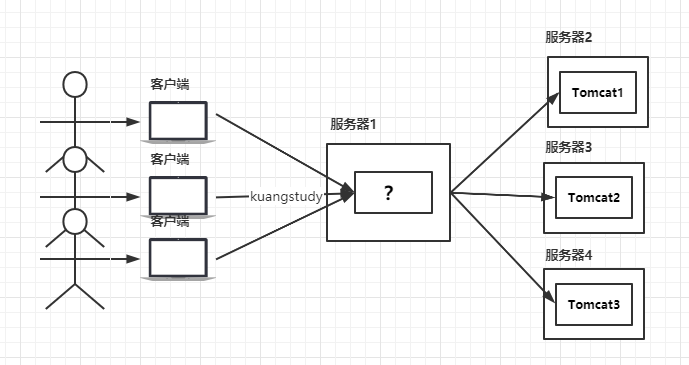 客户端
客户端
客户端
kuangstudy
服务器1
?
服务器2
Tomcat1
服务器3
Tomcat2
服务器4
Tomcat3